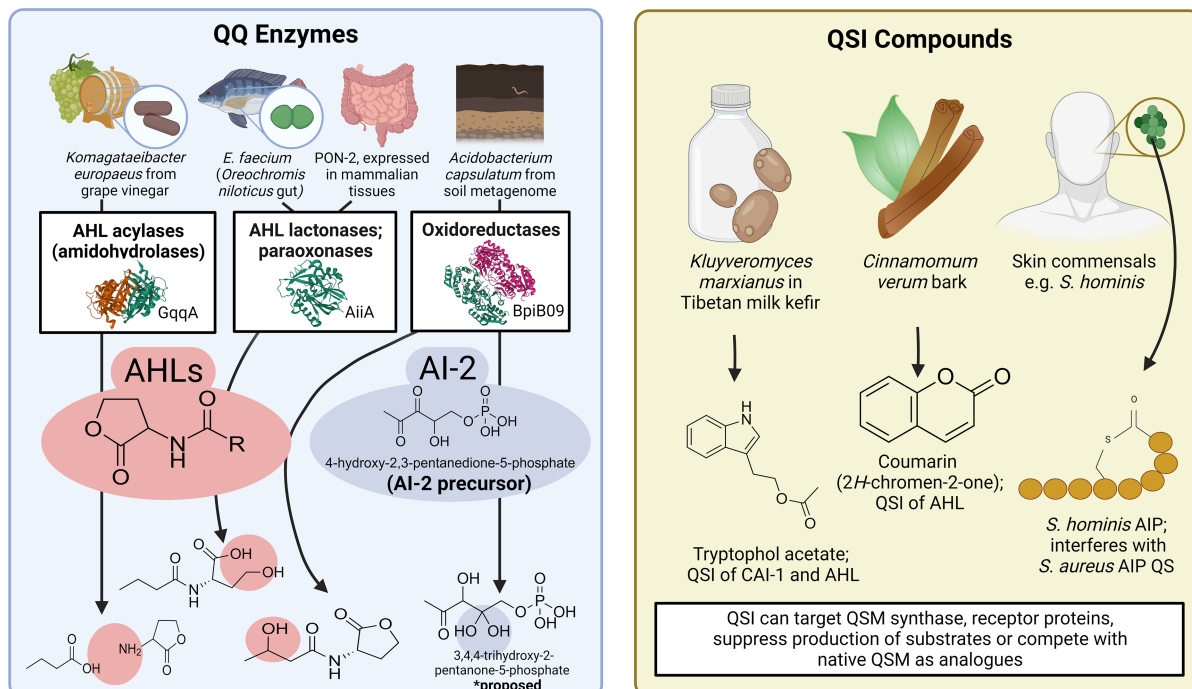 QQ Enzymes
Komagataeibacter
europaeus from
grape vinegar
E. faecium
(Oreochromis
niloticus gut)
PON-2, expressed
in mammalian
tissues
Acidobacterium
capsulatum from
soil metagenome
AHL acylases
(amidohydrolases)
GqqA
AHL lactonases;
paraoxonases
AiiA
Oxidoreductases
BpiB09
AHLs
O
O
O
N
H
R
AI-2
O
O
OH
O
O
P
OH
OH
4-hydroxy-2,3-pentanedione-5-phosphate
(AI-2 precursor)
O
N
H
O
OH
OH
O
OH
NH2
O
O
OH
O
N
H
O
O
OH
O
HO
OH
O
O
P
OH
OH
3,4,4-trihydroxy-2-
pentanone-5-phosphate
*proposed
QSI Compounds
Kluyveromyces
marxianus in
Tibetan milk kefir
Cinnamomum
verum bark
Skin commensals
e.g. S. hominis
H
N
O
O
Tryptophol acetate;
QSI of CAI-1 and AHL
O
O
Coumarin
(2H-chromen-2-one);
QSI of AHL
O
S
S. hominis AIP;
interferes with
S. aureus AIP QS
QSI can target QSM synthase, receptor proteins,
suppress production of substrates or compete with
native QSM as analogues